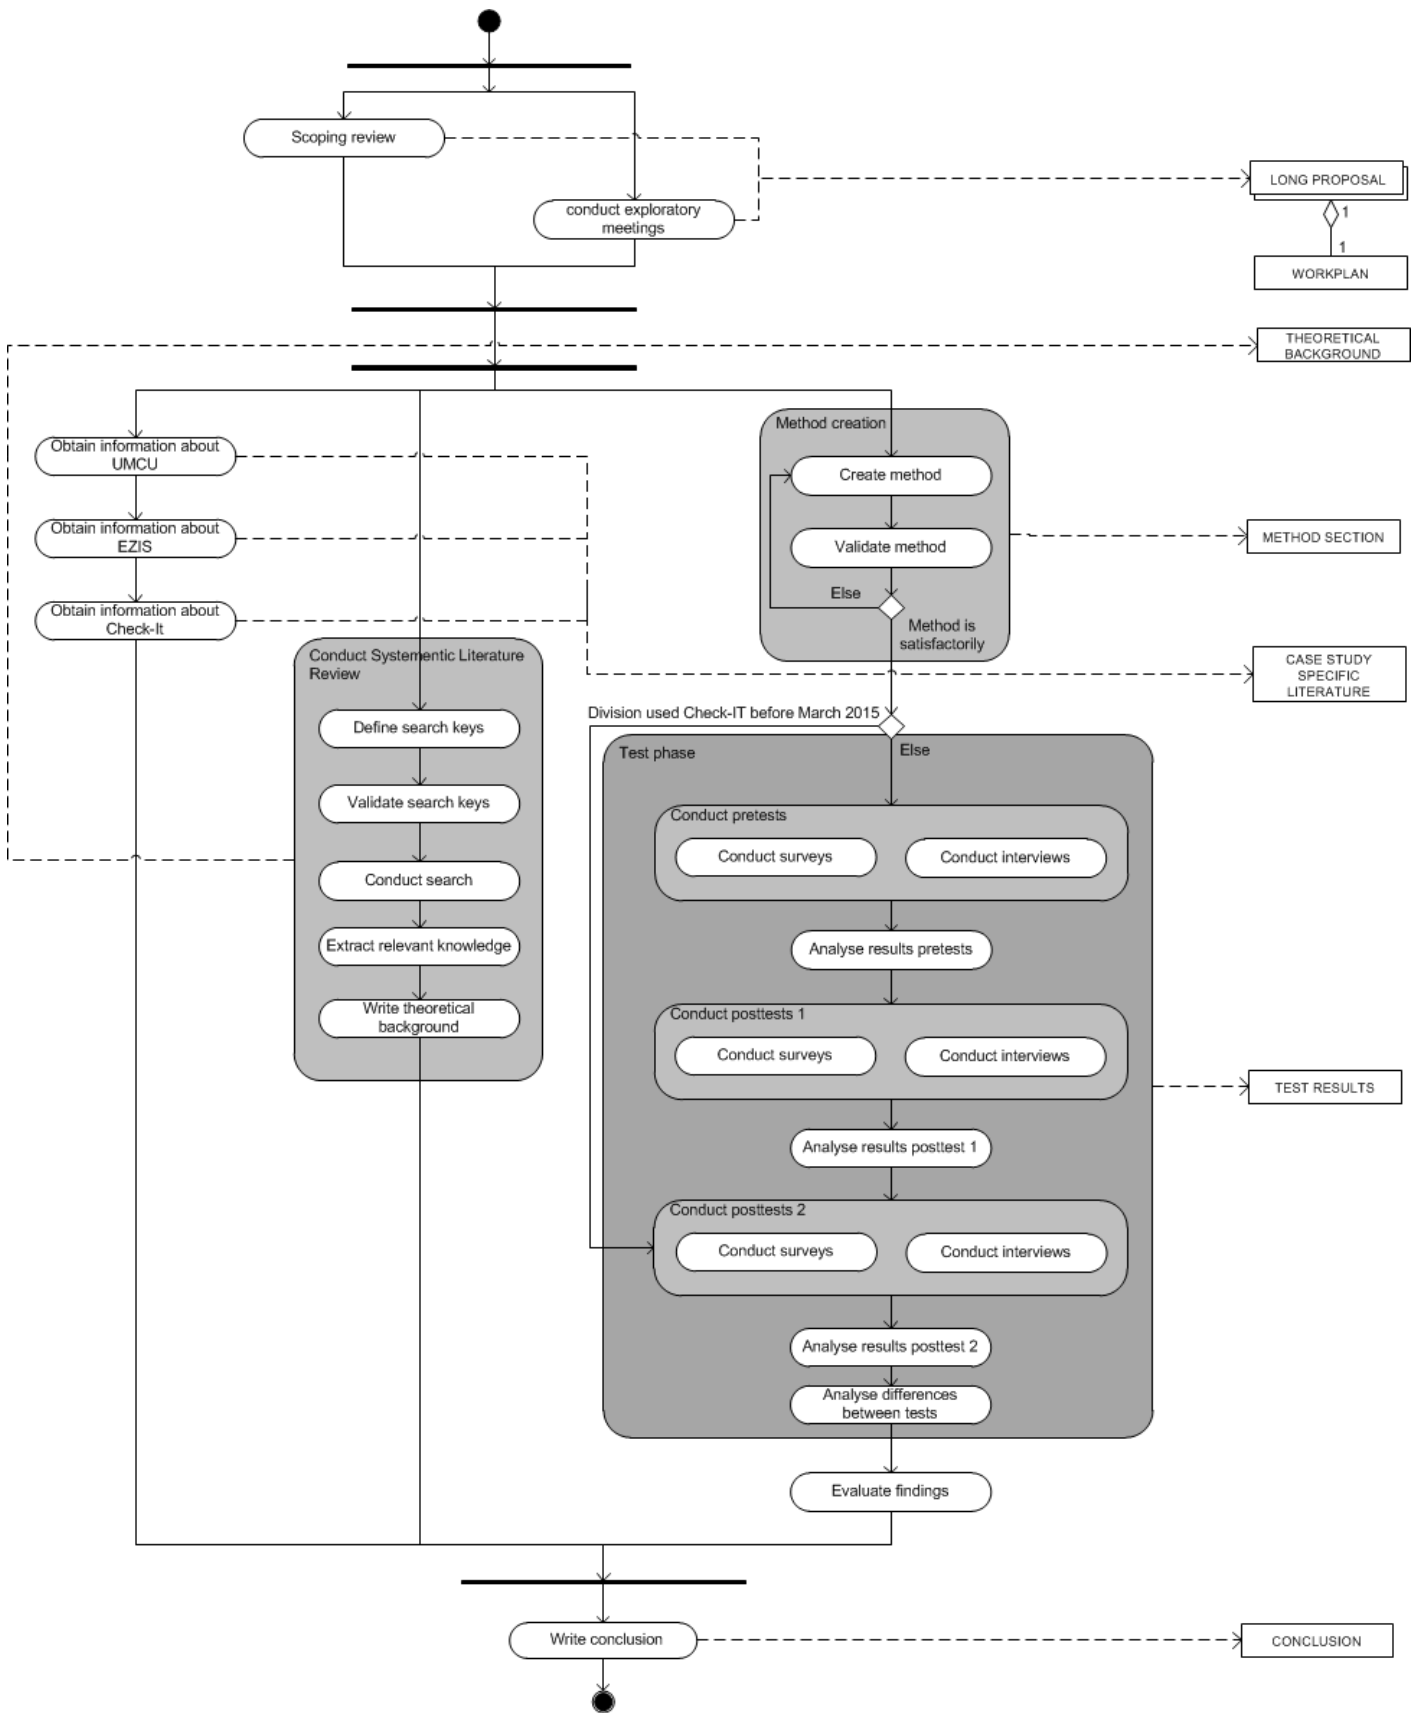 Scoping review
LONG PROPOSAL
conduct exploratory
meetings
1
1
WORKPLAN
THEORETICAL
BACKGROUND
Method creation
Obtain information about
UMCU
Create method
Obtain information about
EZIS
METHOD SECTION
Validate method
Else
Obtain information about
Check-It
Method is
satisfactorily
Conduct Systementic Literature
Review
CASE STUDY
SPECIFIC
LITERATURE
Define search keys
Division used Check-IT before March 2015
Else
Test phase
Validate search keys
Conduct pretests
Conduct surveys
Conduct interviews
Conduct search
Extract relevant knowledge
Analyse results pretests
Write theoretical
background
Conduct posttests 1
Conduct surveys
Conduct interviews
TEST RESULTS
Analyse results posttest 1
Conduct posttests 2
Conduct surveys
Conduct interviews
Analyse results posttest 2
Analyse differences
between tests
Evaluate findings
Write conclusion
CONCLUSION